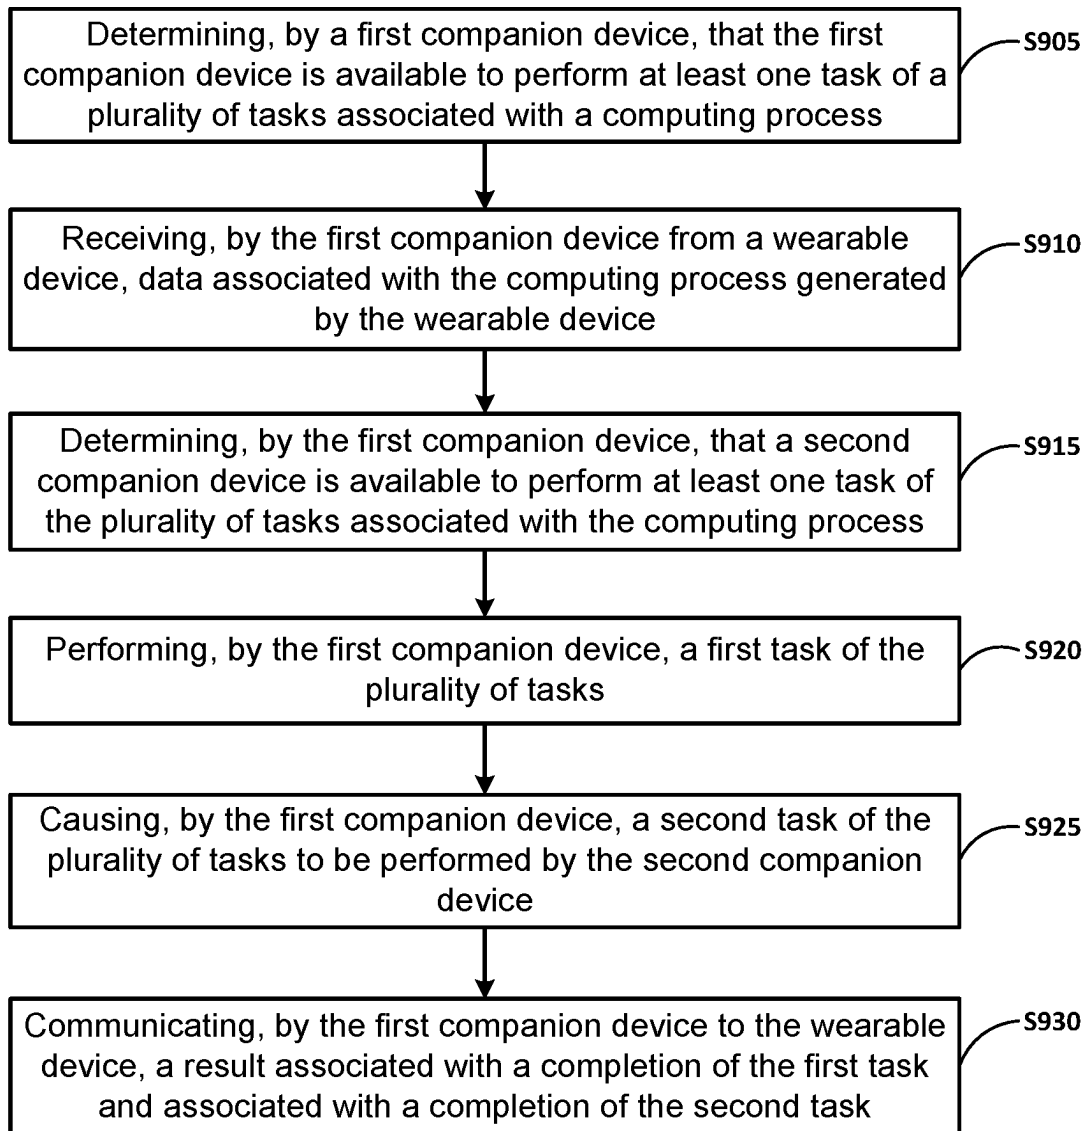 Determining, by a first companion device, that the first
companion device is available to perform at least one task of a
plurality of tasks associated with a computing process
S905
Receiving, by the first companion device from a wearable
device, data associated with the computing process generated
by the wearable device
S910
Determining, by the first companion device, that a second
companion device is available to perform at least one task of
the plurality of tasks associated with the computing process
S915
Performing, by the first companion device, a first task of the
plurality of tasks
S920
Causing, by the first companion device, a second task of the
plurality of tasks to be performed by the second companion
device
S925
Communicating, by the first companion device to the wearable
device, a result associated with a completion of the first task
and associated with a completion of the second task
S930